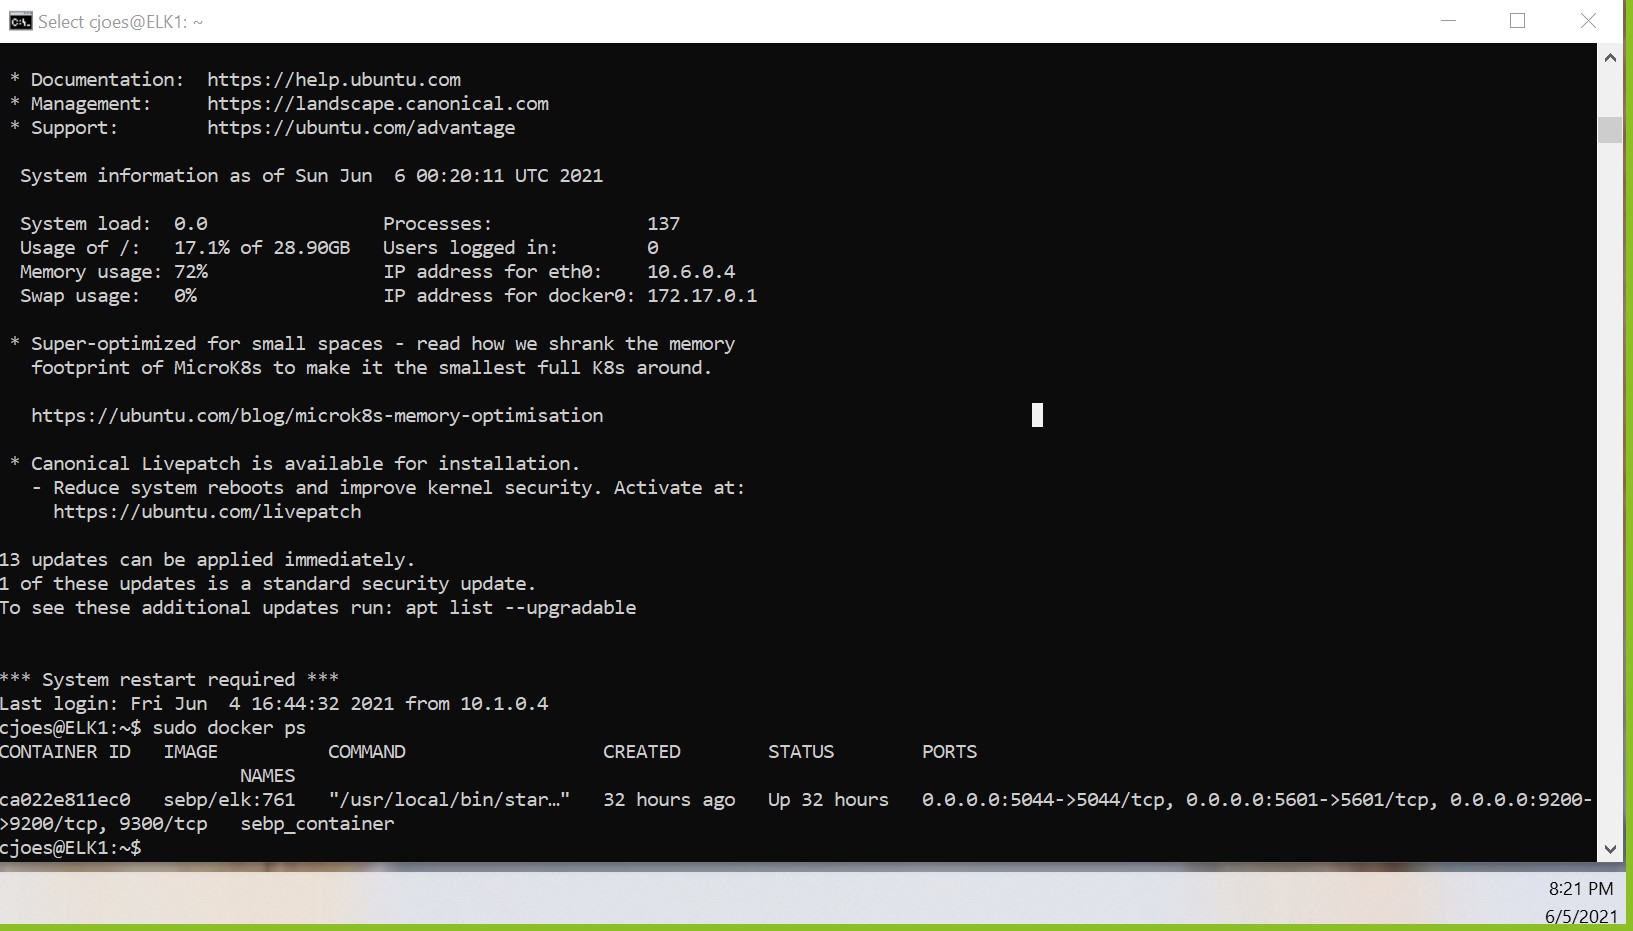 Select cjoes@ELK1: ~
* Documentation:  https://help.ubuntu.com
* Management:     https://landscape.canonical.com
* Support:        https://ubuntu.com/advantage
System information as of Sun Jun  6 00:20:11 UTC 2021
System load:  0.0                Processes:              137
Usage of /:   17.1% of 28.90GB   Users logged in:        0
Memory usage: 72%                IP address for eth0:    10.6.0.4
Swap usage:   0%                 IP address for docker0: 172.17.0.1
* Super-optimized for small spaces - read how we shrank the memory
footprint of MicroK8s to make it the smallest full K8s around.
https://ubuntu.com/blog/microk8s-memory-optimisation
* Canonical Livepatch is available for installation.
- Reduce system reboots and improve kernel security. Activate at:
https://ubuntu.com/livepatch
13 updates can be applied immediately.
1 of these updates is a standard security update.
To see these additional updates run: apt list --upgradable
*** System restart required ***
Last login: Fri Jun  4 16:44:32 2021 from 10.1.0.4
cjoes@ELK1:~$ sudo docker ps
CONTAINER ID   IMAGE          COMMAND                  CREATED        STATUS        PORTS
NAMES
ca022e811ec0   sebp/elk:761   "/usr/local/bin/star…"   32 hours ago   Up 32 hours   0.0.0.0:5044->5044/tcp, 0.0.0.0:5601->5601/tcp, 0.0.0.0:9200-
>9200/tcp, 9300/tcp   sebp_container
cjoes@ELK1:~$
8:21 PM
6/5/2021